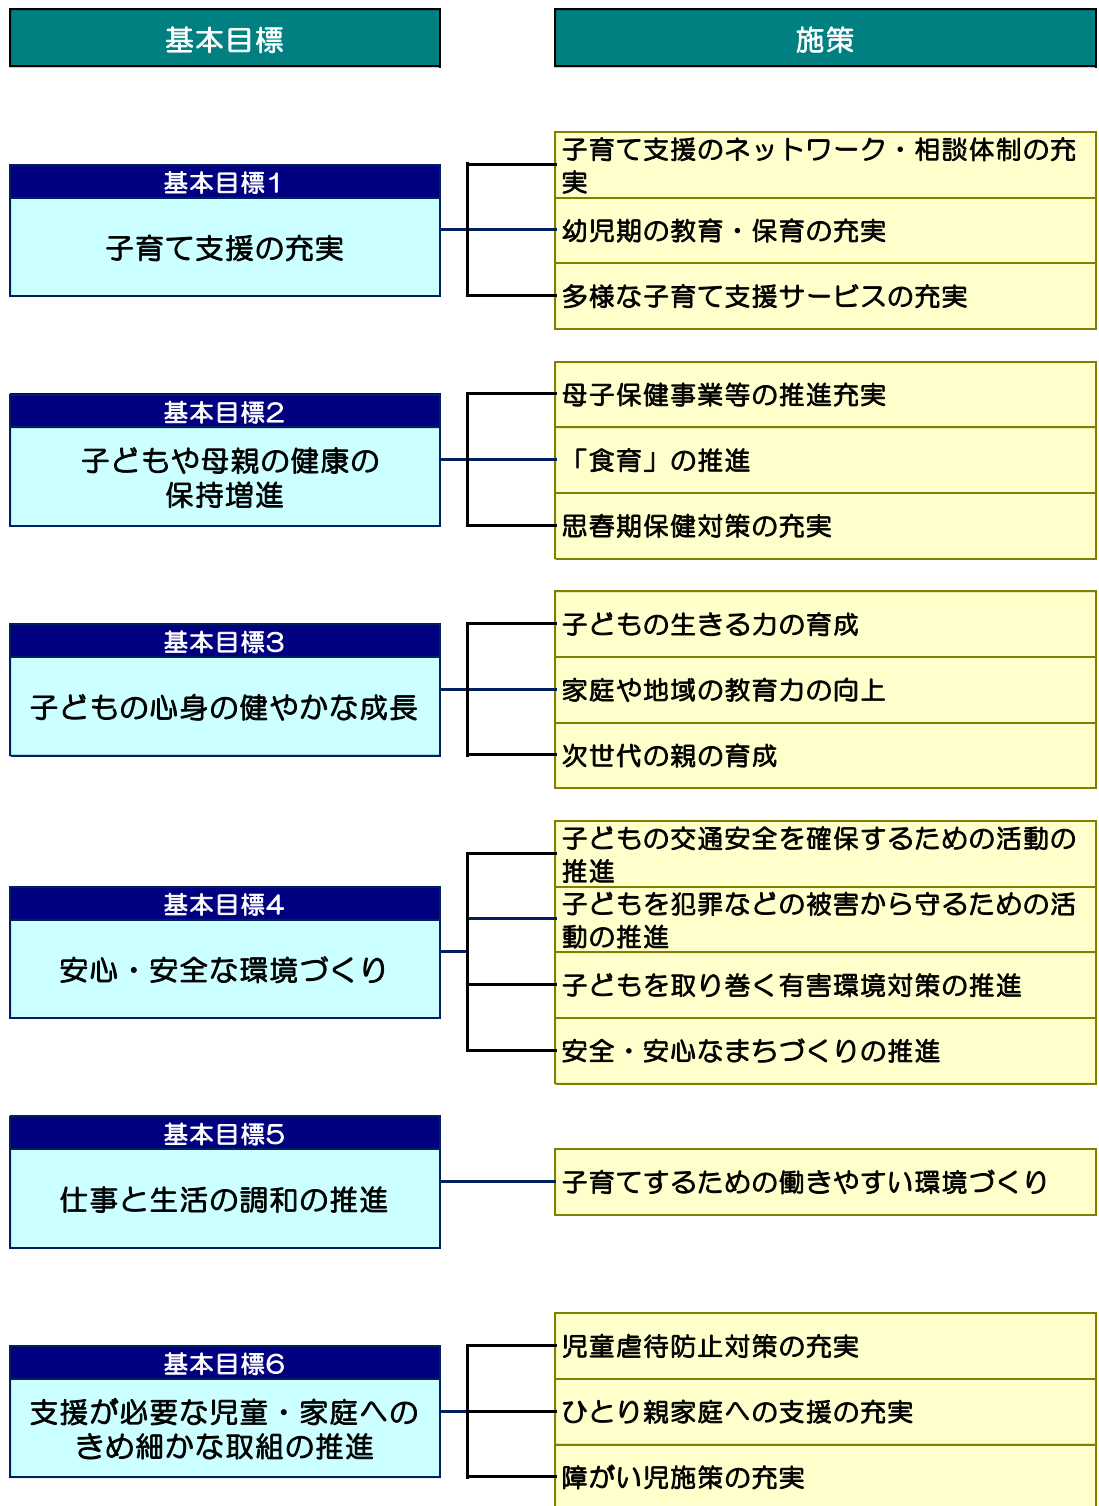 基本目標
施策
基本目標1
子育て支援の充実
子育て支援のネットワーク・相談体制の充
実
幼児期の教育・保育の充実
多様な子育て支援サービスの充実
基本目標2
子どもや母親の健康の
保持増進
母子保健事業等の推進充実
「食育」の推進
思春期保健対策の充実
基本目標3
子どもの心身の健やかな成長
子どもの生きる力の育成
家庭や地域の教育力の向上
次世代の親の育成
基本目標4
安心・安全な環境づくり
子どもの交通安全を確保するための活動の
推進
子どもを犯罪などの被害から守るための活
動の推進
子どもを取り巻く有害環境対策の推進
安全・安心なまちづくりの推進
基本目標5
仕事と生活の調和の推進
子育てするための働きやすい環境づくり
基本目標6
支援が必要な児童・家庭への
きめ細かな取組の推進
児童虐待防止対策の充実
ひとり親家庭への支援の充実
障がい児施策の充実